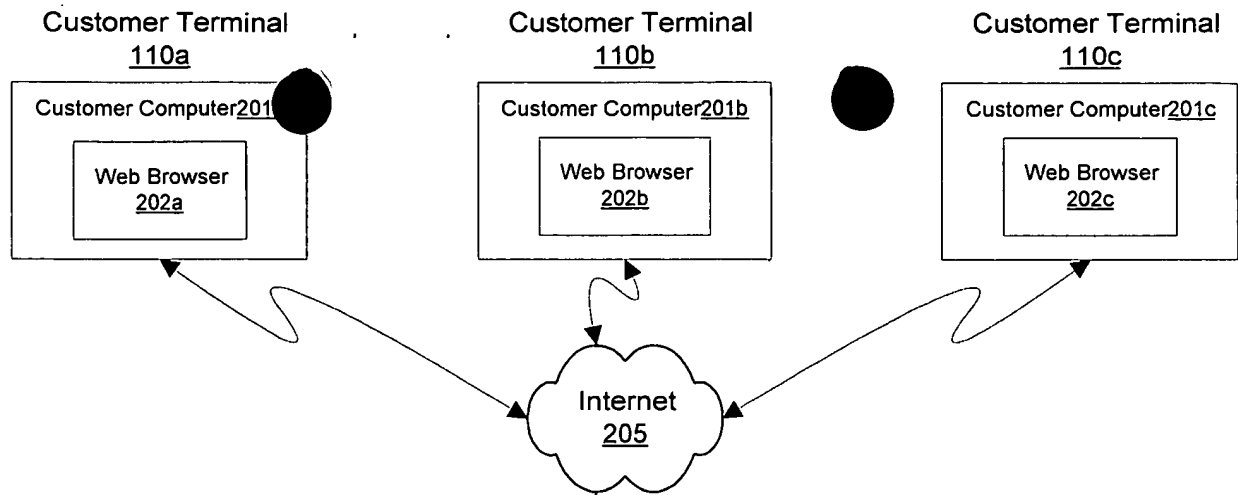 Customer Terminal
110a
Customer Computer201
Web Browser
202a
Customer Terminal
110b
Customer Computer201b
Web Browser
202b
Customer Terminal
110c
Customer Computer201c
Web Browser
202c
Internet
205